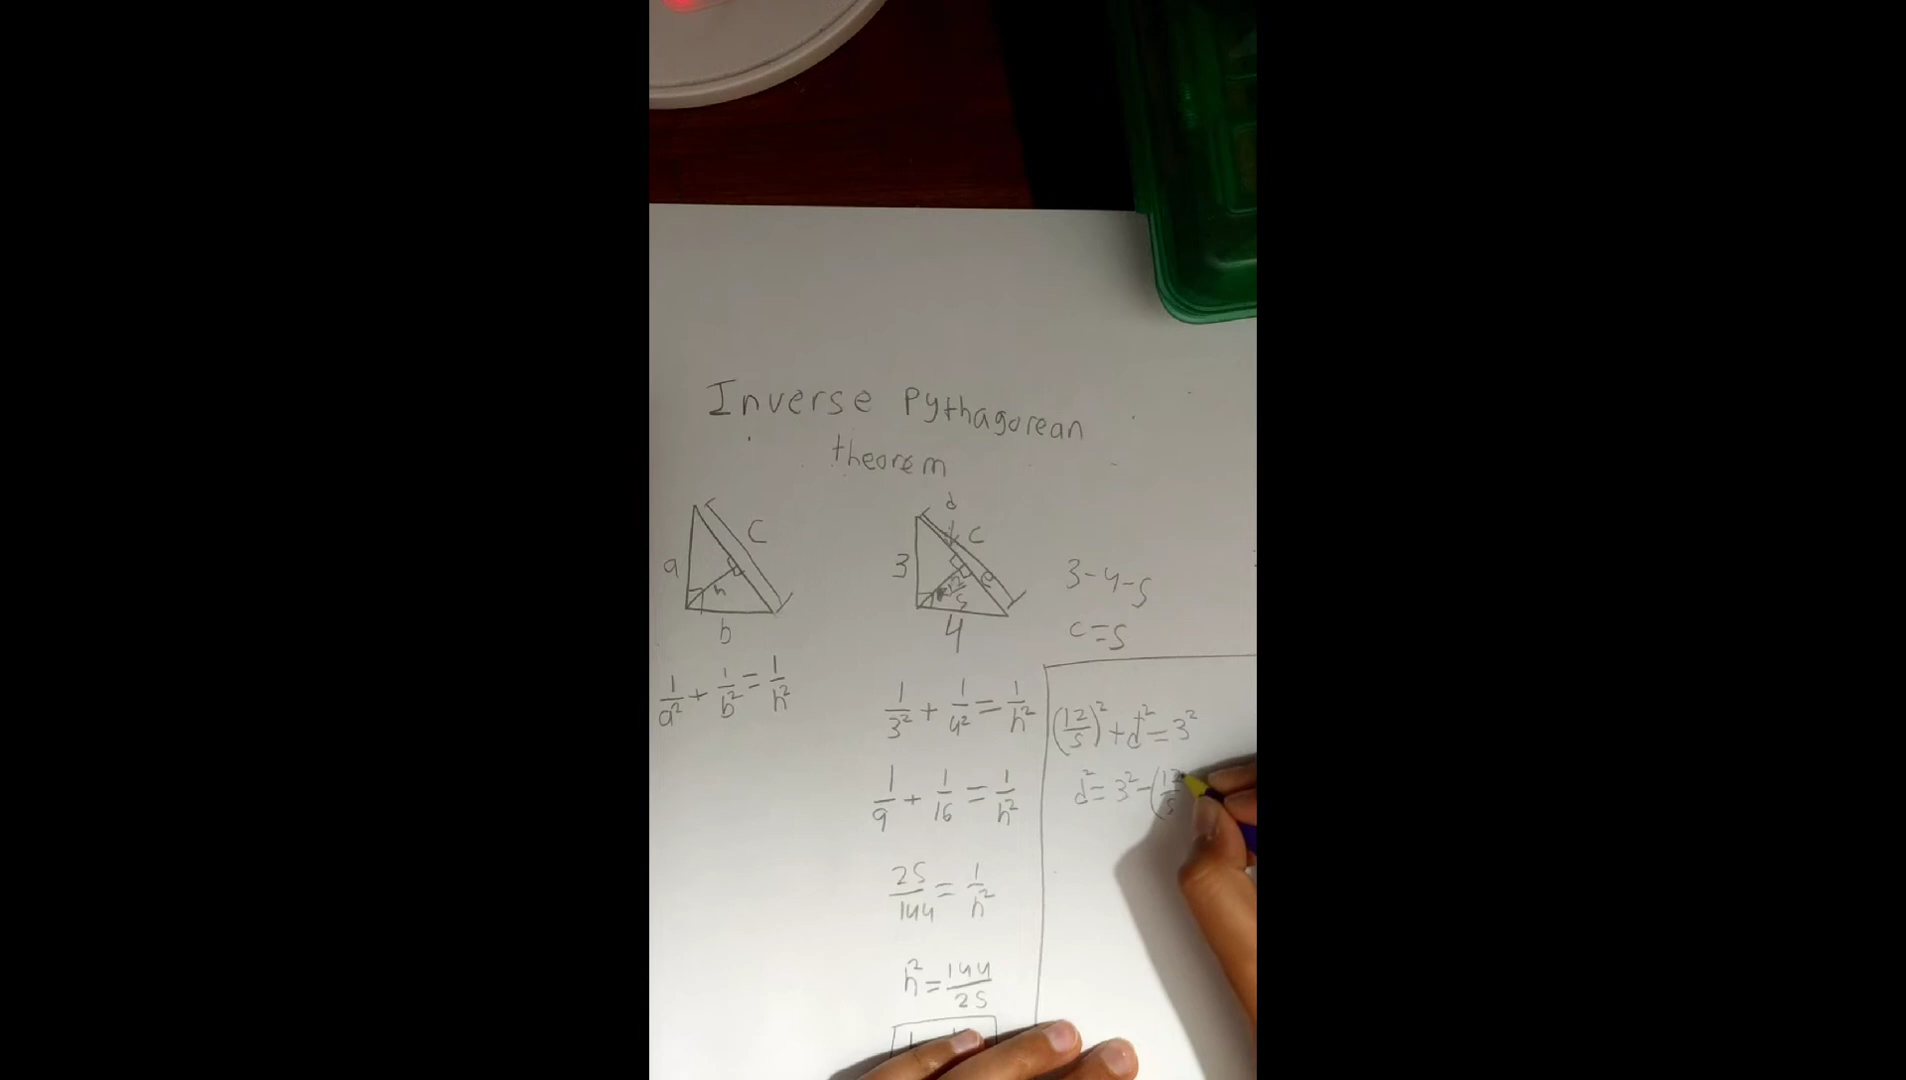 Inverse Pythagorean
theorem
a
c
h
b
1/a² + 1/b² = 1/h²
d
3
c
e
12/5
4
1/3² + 1/4² = 1/h²
1/9 + 1/16 = 1/h²
25/144 = 1/h²
h² = 144/25
3-4-5
c=5
(12/5)² + d² = 3²
d² = 3² - (12/5